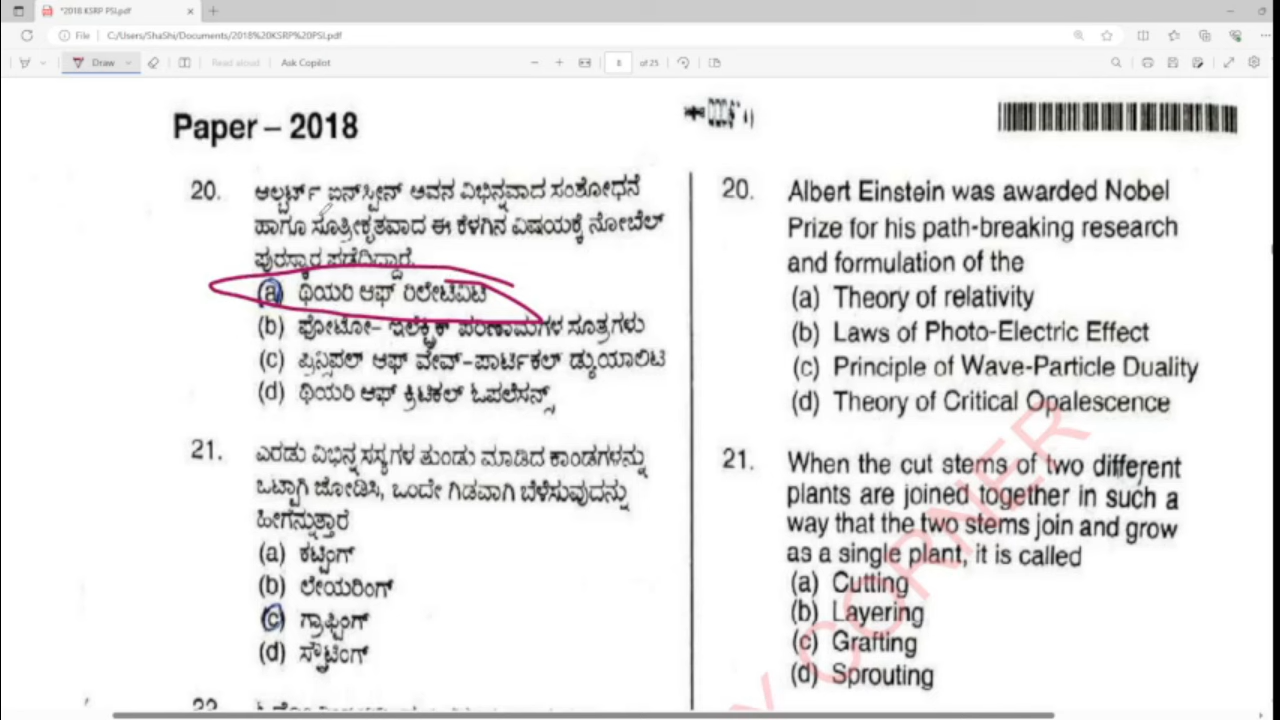 *2018 KSRP PSI.pdf
File
C:/Users/ShaShi/Documents/2018%20KSRP%20PSI.pdf
Draw
Read aloud
Ask Copilot
8
of 25
Paper – 2018
20. ಆಲ್ಬರ್ಟ್ ಐನ್‌ಸ್ಟೀನ್ ಅವನ ವಿಭಿನ್ನವಾದ ಸಂಶೋಧನೆ
ಹಾಗೂ ಸೂತ್ರೀಕೃತವಾದ ಈ ಕೆಳಗಿನ ವಿಷಯಕ್ಕೆ ನೋಬೆಲ್
ಪುರಸ್ಕಾರ ಪಡೆದಿದ್ದಾರೆ.
(a) ಥಿಯರಿ ಆಫ್ ರಿಲೇಟಿವಿಟಿ
(b) ಫೋಟೋ- ಇಲೆಕ್ಟ್ರಿಕ್ ಪರಿಣಾಮಗಳ ಸೂತ್ರಗಳು
(c) ಪ್ರಿನ್ಸಿಪಲ್ ಆಫ್ ವೇವ್-ಪಾರ್ಟಿಕಲ್ ಡ್ಯುಯಾಲಿಟಿ
(d) ಥಿಯರಿ ಆಫ್ ಕ್ರಿಟಿಕಲ್ ಓಪಲೆಸನ್ಸ್
21. ಎರಡು ವಿಭಿನ್ನ ಸಸ್ಯಗಳ ತುಂಡು ಮಾಡಿದ ಕಾಂಡಗಳನ್ನು
ಒಟ್ಟಾಗಿ ಜೋಡಿಸಿ, ಒಂದೇ ಗಿಡವಾಗಿ ಬೆಳೆಸುವುದನ್ನು
ಹೀಗೆನ್ನುತ್ತಾರೆ
(a) ಕಟ್ಟಿಂಗ್
(b) ಲೇಯರಿಂಗ್
(c) ಗ್ರಾಫ್ಟಿಂಗ್
(d) ಸ್ಪ್ರೌಟಿಂಗ್
20. Albert Einstein was awarded Nobel
Prize for his path-breaking research
and formulation of the
(a) Theory of relativity
(b) Laws of Photo-Electric Effect
(c) Principle of Wave-Particle Duality
(d) Theory of Critical Opalescence
21. When the cut stems of two different
plants are joined together in such a
way that the two stems join and grow
as a single plant, it is called
(a) Cutting
(b) Layering
(c) Grafting
(d) Sprouting
CORNER